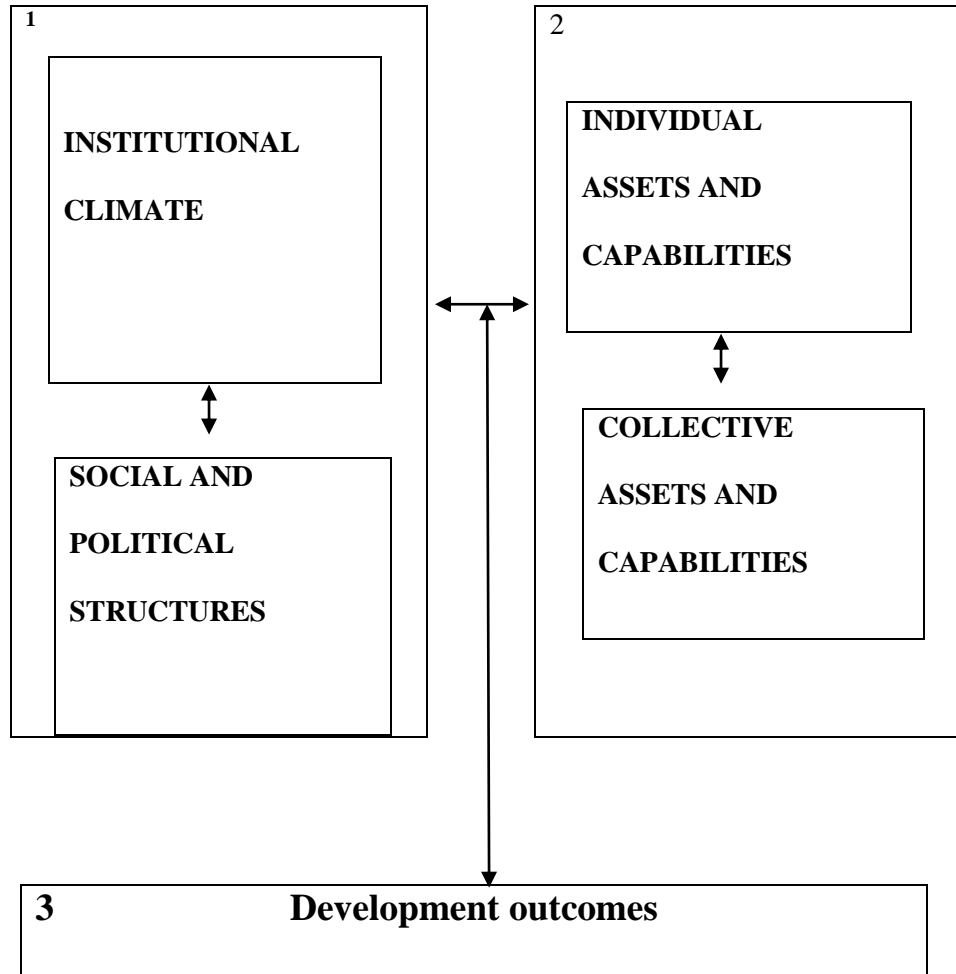 1
INSTITUTIONAL
CLIMATE
SOCIAL AND
POLITICAL
STRUCTURES
2
INDIVIDUAL
ASSETS AND
CAPABILITIES
COLLECTIVE
ASSETS AND
CAPABILITIES
3 Development outcomes